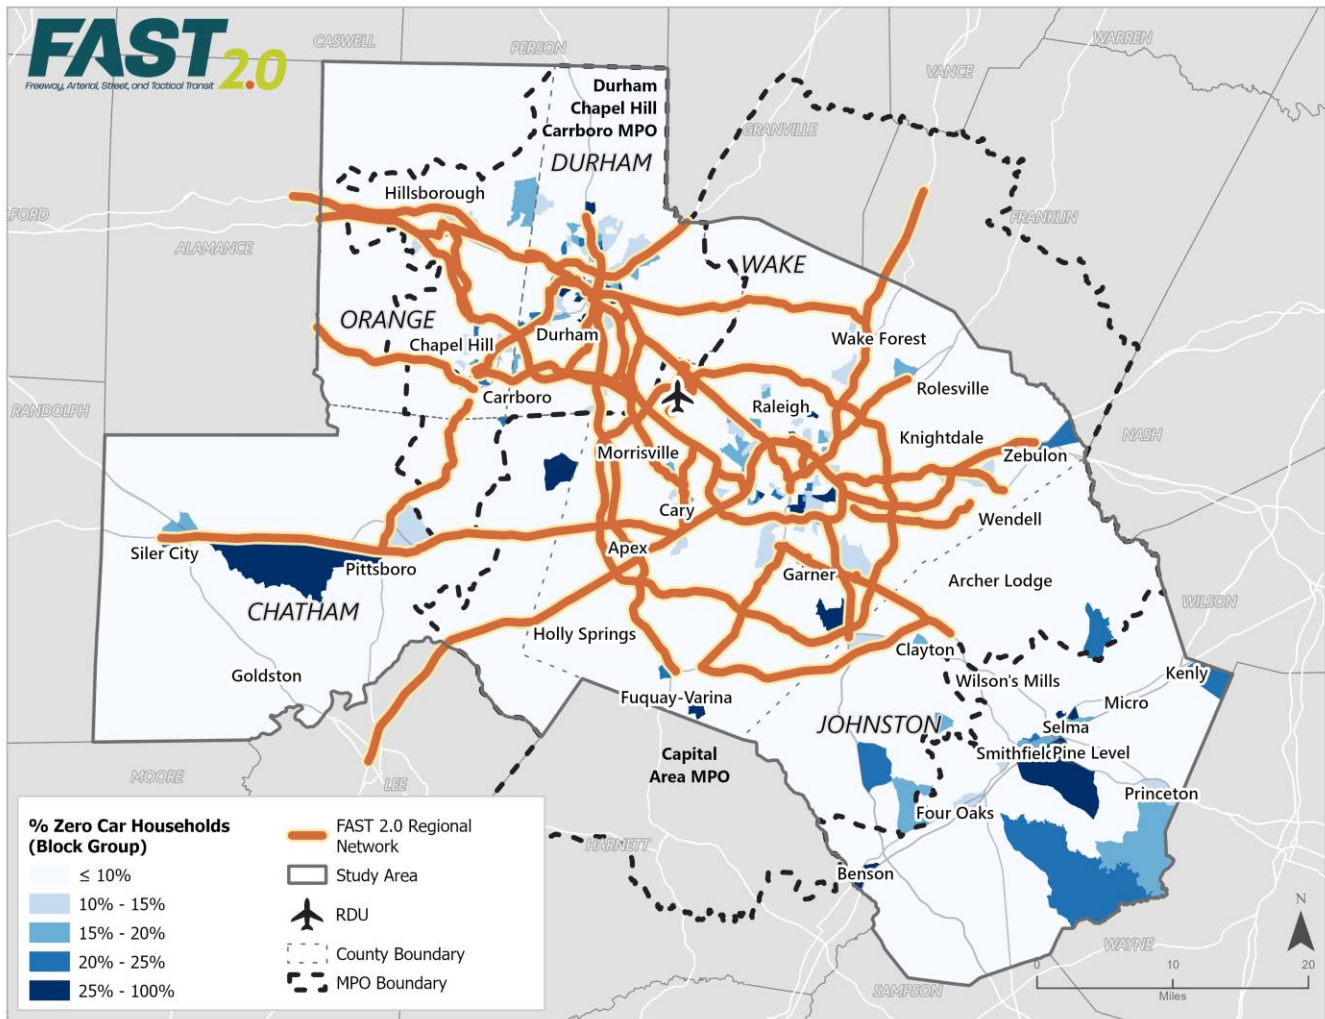 FAST 2.0
Freeway, Arterial, Street, and Tactical Transit
CASWELL
PERSON
WARREN
VANCE
Durham
Chapel Hill
Carrboro MPO
GRANVILLE
DURHAM
Hillsborough
FORD
FRANKLIN
ALAMANCE
WAKE
ORANGE
Chapel Hill
Durham
Wake Forest
Rolesville
Carrboro
RANDOLPH
Raleigh
Knightdale
NASH
Morrisville
Zebulon
Cary
Wendell
Siler City
Pittsboro
Apex
Garner
Archer Lodge
CHATHAM
WILSON
Holly Springs
Clayton
Goldston
Wilson's Mills
Kenly
Fuquay-Varina
Micro
JOHNSTON
Selma
Capital
Area MPO
Smithfield
Pine Level
MOORE
LEE
Princeton
Four Oaks
HARNETT
Benson
WAYNE
SAMPSON
% Zero Car Households
(Block Group)
≤ 10%
10% - 15%
15% - 20%
20% - 25%
25% - 100%
FAST 2.0 Regional
Network
Study Area
RDU
County Boundary
MPO Boundary
N
0 10 20
Miles